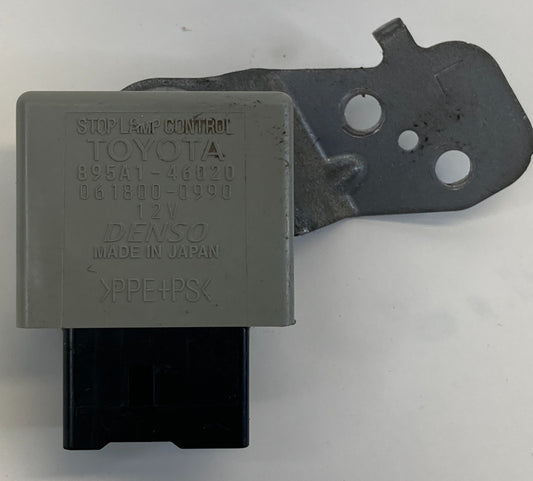 STOP LAMP CONTROL
TOYOTA
895A1-46020
061800-0990
12V
DENSO
MADE IN JAPAN
>PPE+PS<